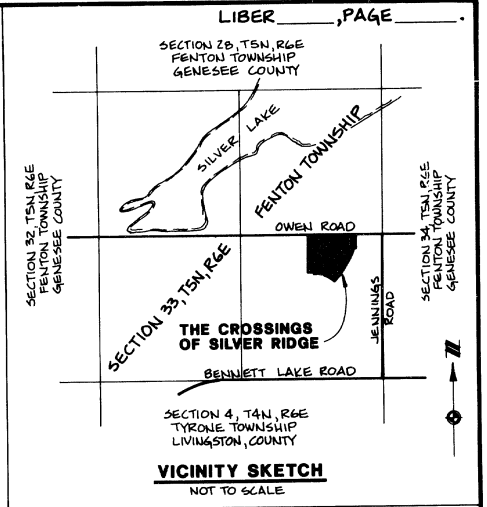 LIBER______,PAGE______.
SECTION 28, T5N, R6E
FENTON TOWNSHIP
GENESEE COUNTY
SILVER LAKE
FENTON TOWNSHIP
OWEN ROAD
SECTION 32, T5N, R6E
FENTON TOWNSHIP
GENESEE COUNTY
SECTION 33, T5N, R6E
SECTION 34, T5N, R6E
FENTON TOWNSHIP
GENESEE COUNTY
JENNINGS
ROAD
THE CROSSINGS
OF SILVER RIDGE
BENNETT LAKE ROAD
N
SECTION 4, T4N, R6E
TYRONE TOWNSHIP
LIVINGSTON, COUNTY
VICINITY SKETCH
NOT TO SCALE